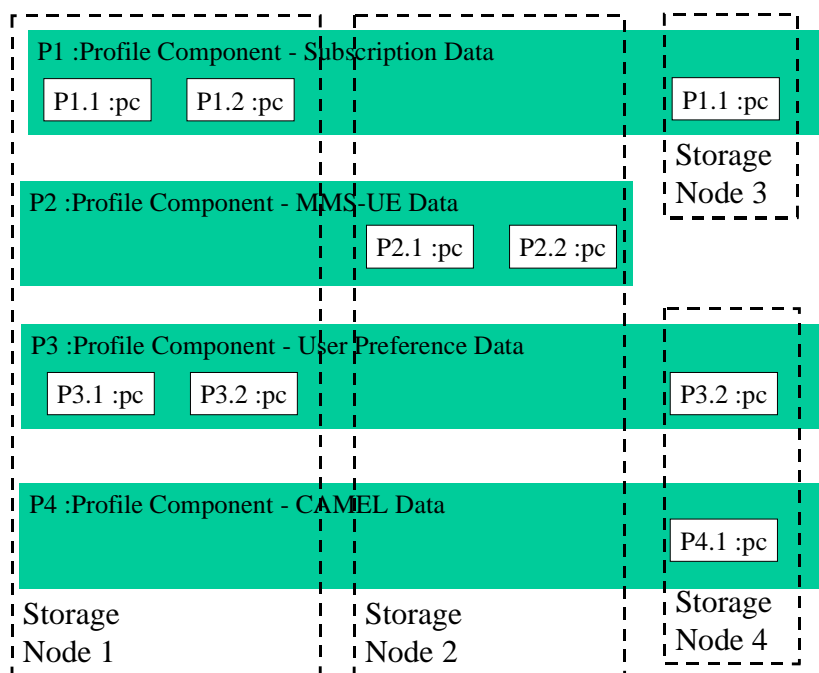 P1 :Profile Component - Subscription Data
P1.1 :pc
P1.2 :pc
P1.1 :pc
Storage
Node 3
P2 :Profile Component - MMS-UE Data
P2.1 :pc
P2.2 :pc
P3 :Profile Component - User Preference Data
P3.1 :pc
P3.2 :pc
P3.2 :pc
P4 :Profile Component - CAMEL Data
P4.1 :pc
Storage
Node 1
Storage
Node 2
Storage
Node 4